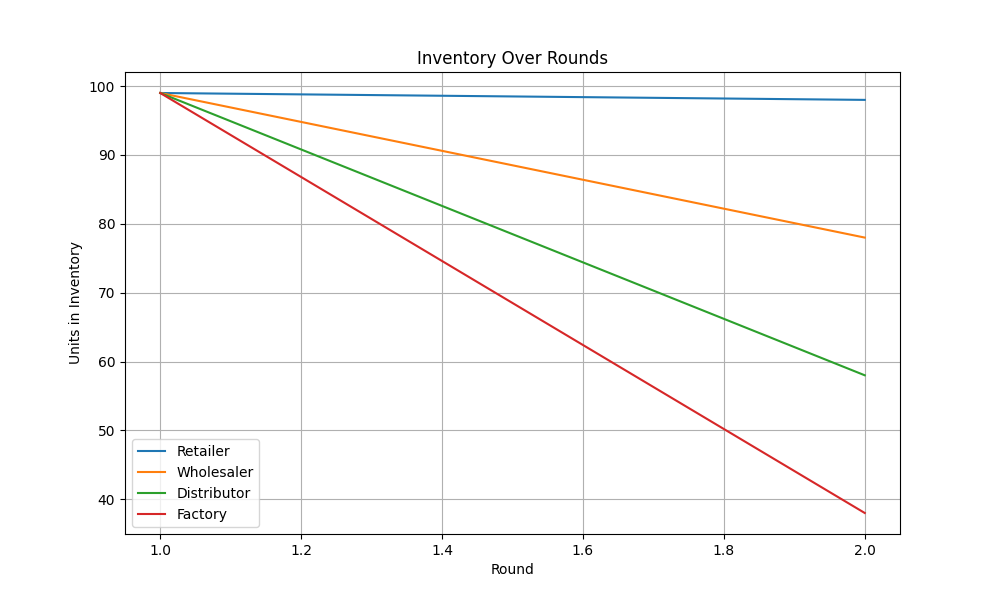 Inventory Over Rounds
Units in Inventory
100
90
80
70
60
50
40
Retailer
Wholesaler
Distributor
Factory
1.0 1.2 1.4 1.6 1.8 2.0
Round